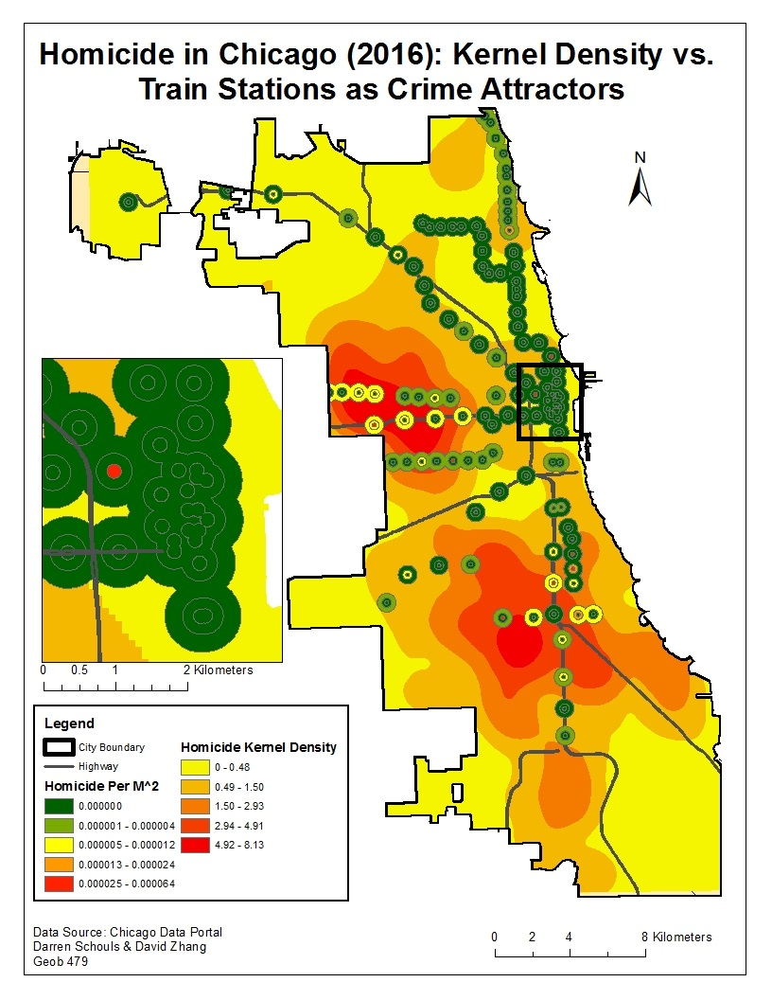 Homicide in Chicago (2016): Kernel Density vs.
Train Stations as Crime Attractors
N
0 0.5 1 2 Kilometers
Legend
City Boundary
Highway
Homicide Per M^2
0.000000
0.000001 - 0.000004
0.000005 - 0.000012
0.000013 - 0.000024
0.000025 - 0.000064
Homicide Kernel Density
0 - 0.48
0.49 - 1.50
1.50 - 2.93
2.94 - 4.91
4.92 - 8.13
Data Source: Chicago Data Portal
Darren Schouls & David Zhang
Geob 479
0 2 4 8 Kilometers